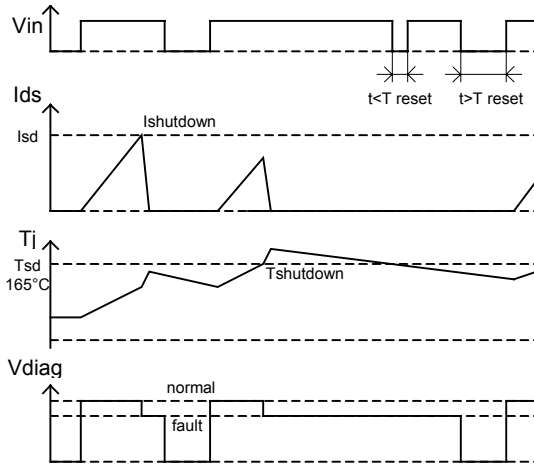 Vin
t<T reset
t>T reset
Ids
Ishutdown
Isd
Tj
Tsd
165°C
Tshutdown
Vdiag
normal
fault